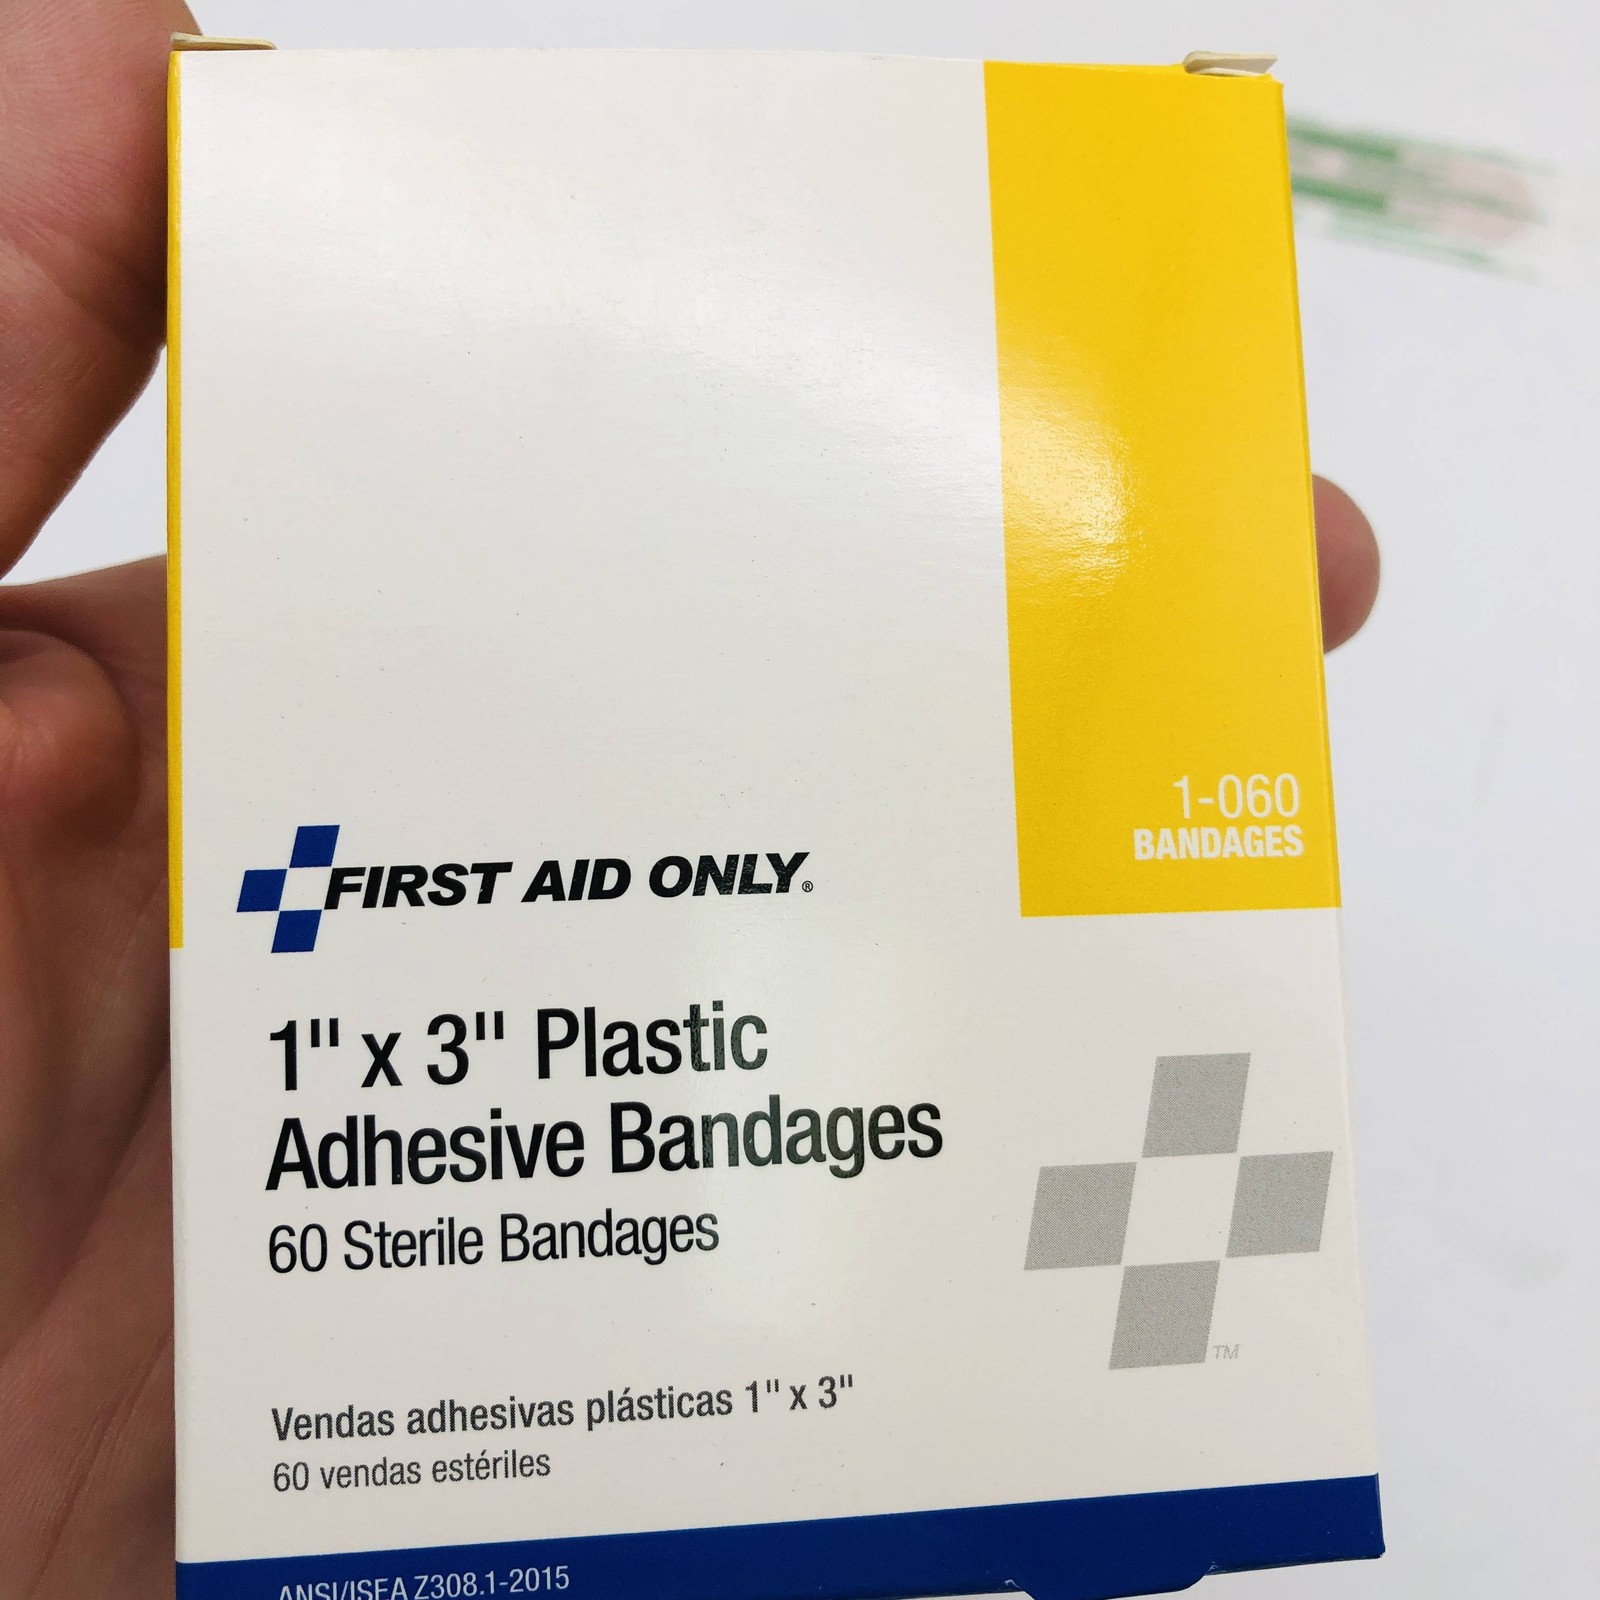 1-060
BANDAGES
FIRST AID ONLY®
1" x 3" Plastic
Adhesive Bandages
60 Sterile Bandages
TM
Vendas adhesivas plásticas 1" x 3"
60 vendas estériles
ANSI/ISEA Z308.1-2015